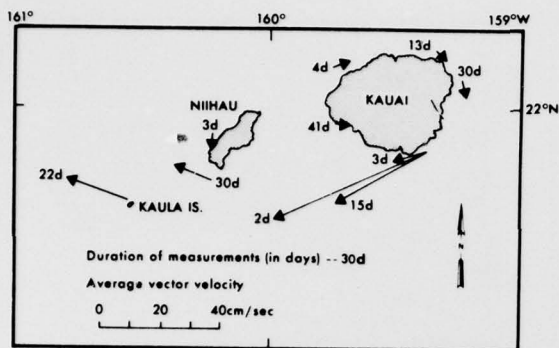 161°
160°
159°W
13d
4d
30d
NIIHAU
KAUAI
22°N
3d
41d
3d
22d
30d
KAULA IS.
15d
2d
N
Duration of measurements (in days) -- 30d
Average vector velocity
0 20 40cm/sec